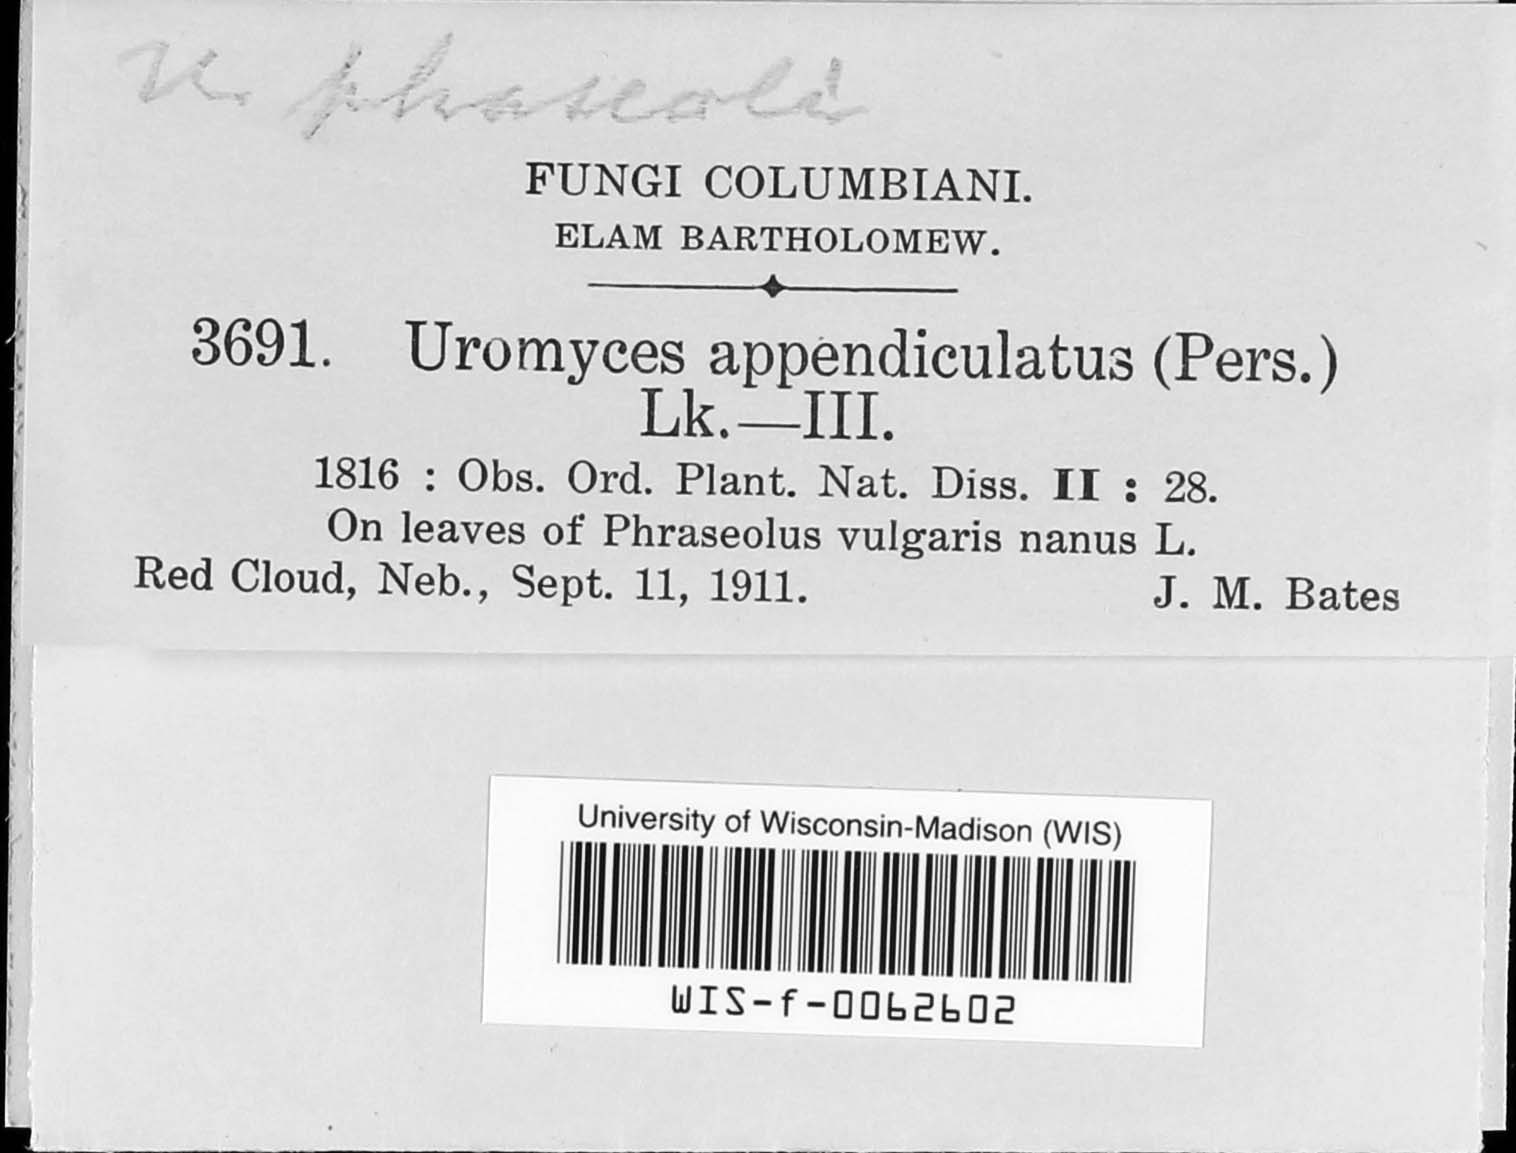 U. phaseoli
FUNGI COLUMBIANI.
ELAM BARTHOLOMEW.
3691. Uromyces appendiculatus (Pers.)
Lk.—III.
1816 : Obs. Ord. Plant. Nat. Diss. II : 28.
On leaves of Phraseolus vulgaris nanus L.
Red Cloud, Neb., Sept. 11, 1911. J. M. Bates
University of Wisconsin-Madison (WIS)
WIS-f-0062602